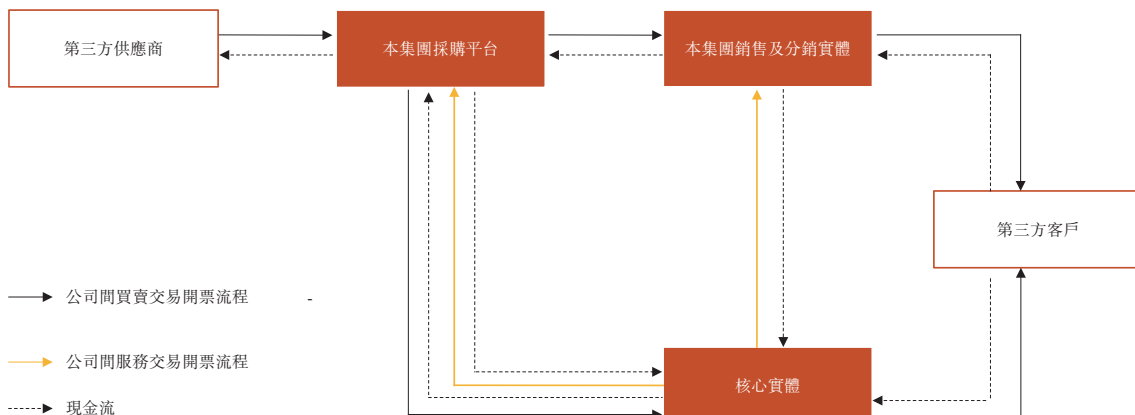 第三方供應商
本集團採購平台
本集團銷售及分銷實體
第三方客戶
公司間買賣交易開票流程 -
公司間服務交易開票流程
核心實體
現金流